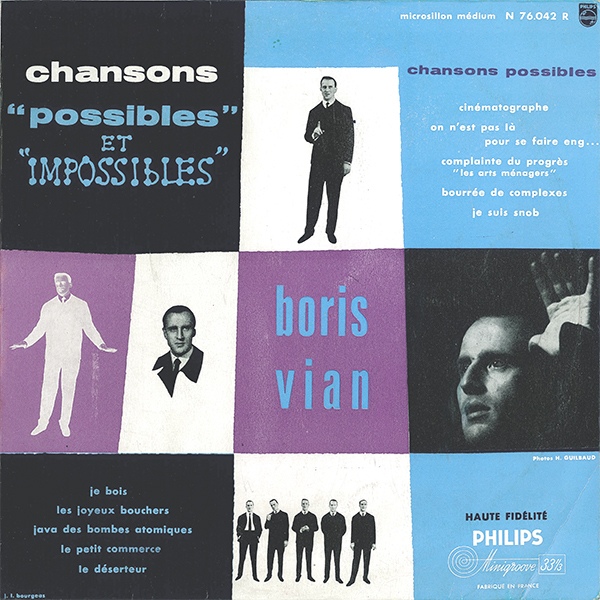 microsillon médium N 76.042 R
PHILIPS
chansons
"possibles"
ET
"IMPOSSIBLES"
chansons possibles
cinématographe
on n'est pas là
pour se faire eng...
complainte du progrès
"les arts ménagers"
bourrée de complexes
je suis snob
boris
vian
Photos H. GUILBAUD
je bois
les joyeux bouchers
java des bombes atomiques
le petit commerce
le déserteur
j. l. bourgeas
HAUTE FIDÉLITÉ
PHILIPS
Minigroove 33⅓
FABRIQUÉ EN FRANCE